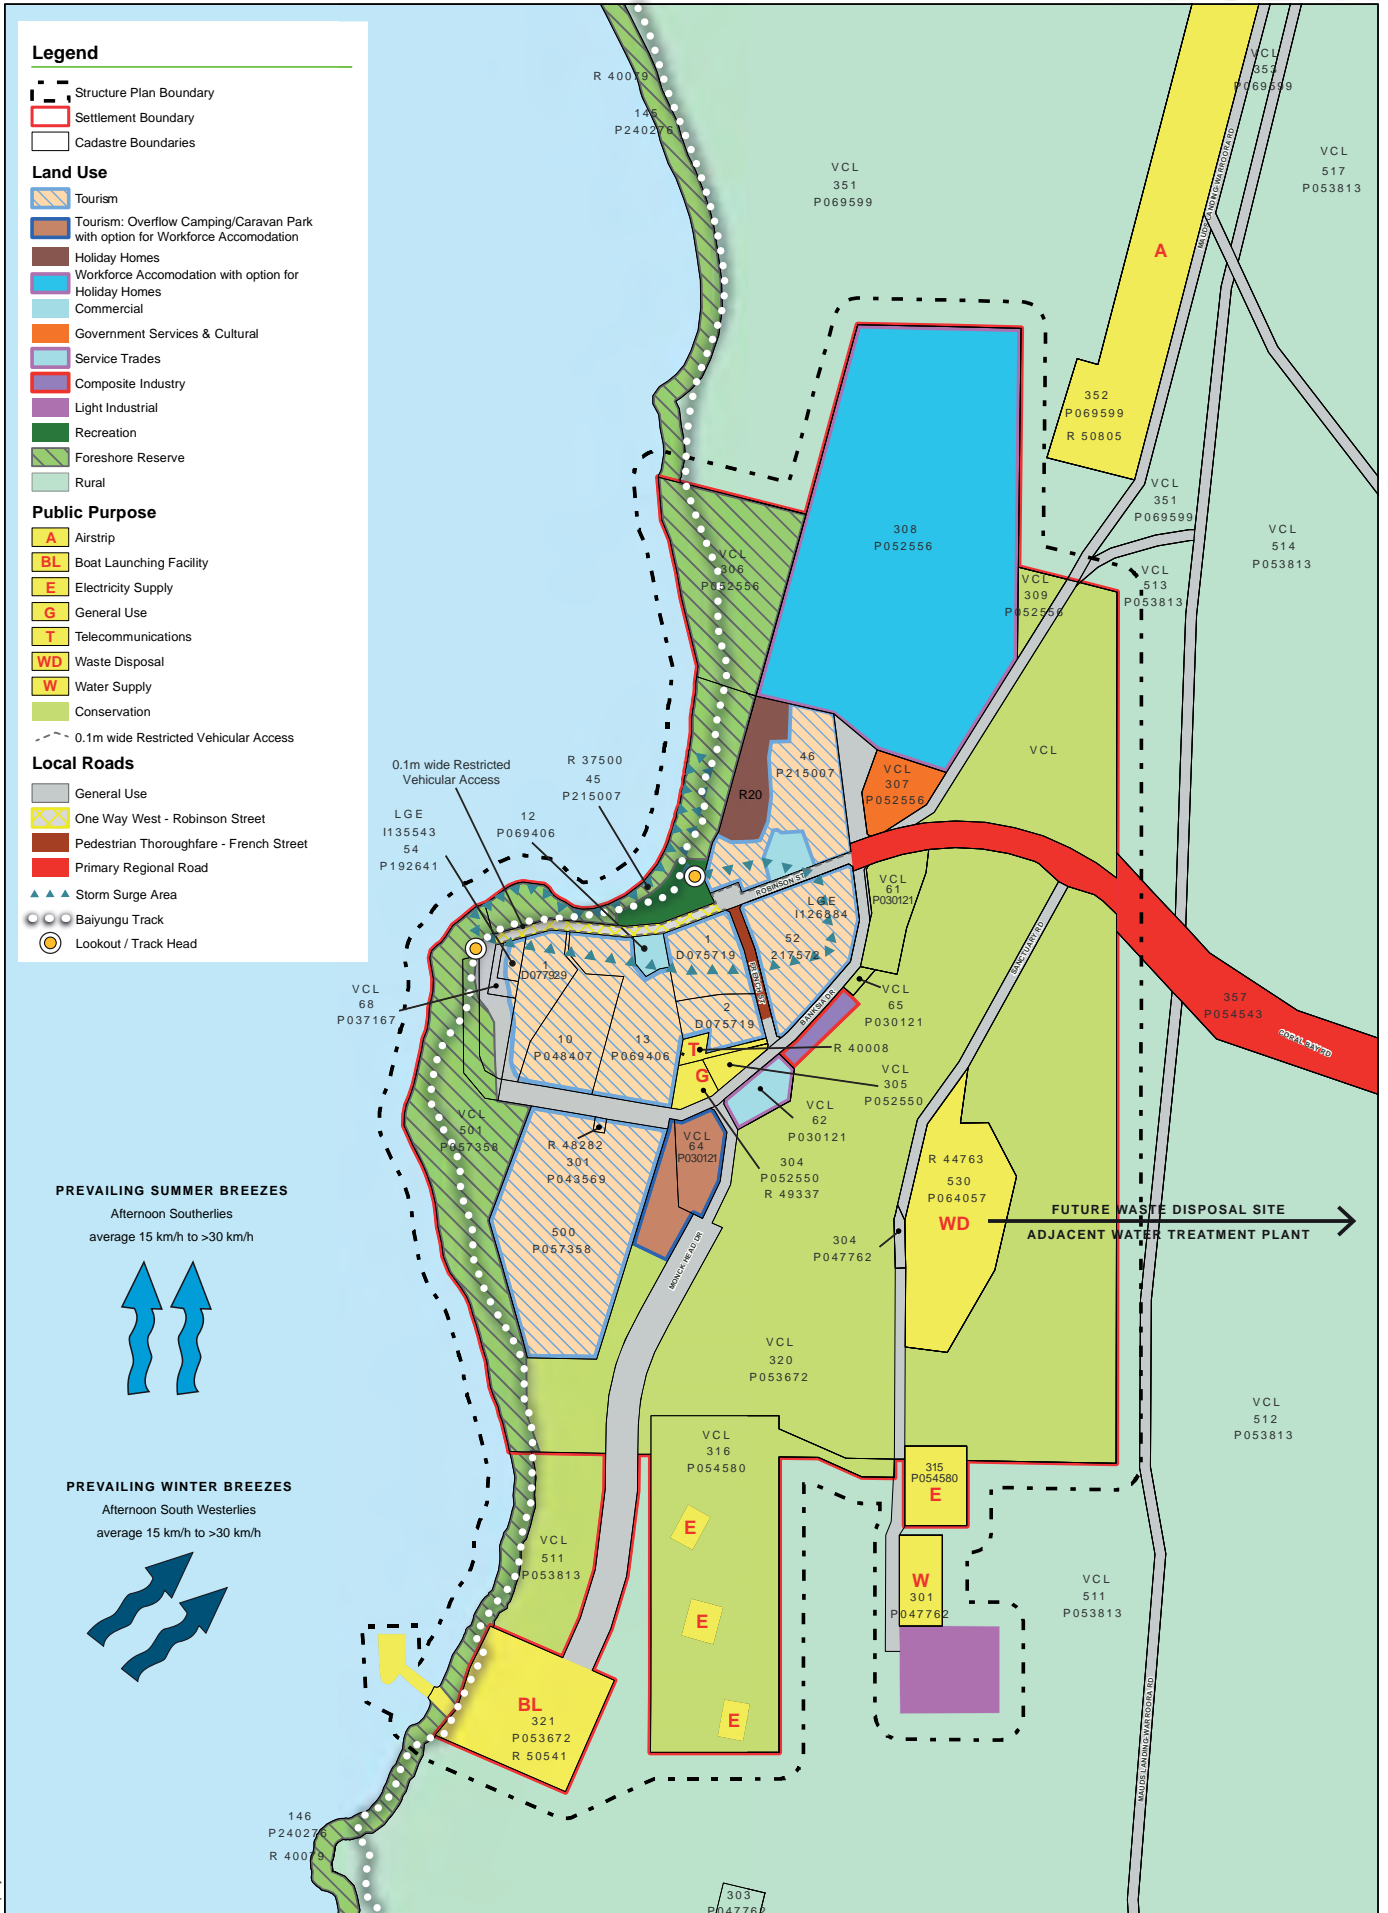 Legend
Structure Plan Boundary
Settlement Boundary
Cadastre Boundaries
Land Use
Tourism
Tourism: Overflow Camping/Caravan Park
with option for Workforce Accomodation
Holiday Homes
Workforce Accomodation with option for
Holiday Homes
Commercial
Government Services & Cultural
Service Trades
Composite Industry
Light Industrial
Recreation
Foreshore Reserve
Rural
Public Purpose
A Airstrip
BL Boat Launching Facility
E Electricity Supply
G General Use
T Telecommunications
WD Waste Disposal
W Water Supply
Conservation
0.1m wide Restricted Vehicular Access
Local Roads
General Use
One Way West - Robinson Street
Pedestrian Thoroughfare - French Street
Primary Regional Road
Storm Surge Area
Baiyungu Track
Lookout / Track Head
R 40079
145
P240276
VCL
351
P069599
VCL
353
P069599
VCL
517
P053813
MAUDS LANDING-WARROORA RD
A
352
P069599
R 50805
VCL
351
P069599
VCL
514
P053813
VCL
513
P053813
308
P052556
VCL
306
P052556
VCL
309
P052556
VCL
46
P215007
R20
VCL
307
P052556
0.1m wide Restricted
Vehicular Access
R 37500
45
P215007
LGE
I135543
54
P192641
12
P069406
ROBINSON ST
VCL
61
P030121
LGE
I126884
52
217572
1
D075719
FRENCH ST
2
D075719
BANKSIA DR
SANCTUARY RD
1
D077929
VCL
68
P037167
10
P048407
13
P069406
T
G
R 40008
VCL
65
P030121
VCL
305
P052550
VCL
62
P030121
357
P054543
CORAL BAY RD
VCL
501
P057358
R 48282
301
P043569
VCL
64
P030121
304
P052550
R 49337
500
P057358
MONCK HEAD DR
R 44763
530
P064057
WD
304
P047762
FUTURE WASTE DISPOSAL SITE
ADJACENT WATER TREATMENT PLANT
PREVAILING SUMMER BREEZES
Afternoon Southerlies
average 15 km/h to >30 km/h
VCL
320
P053672
VCL
512
P053813
VCL
316
P054580
315
P054580
E
PREVAILING WINTER BREEZES
Afternoon South Westerlies
average 15 km/h to >30 km/h
E
E
E
VCL
511
P053813
W
301
P047762
VCL
511
P053813
BL
321
P053672
R 50541
MAUDS LANDING-WARROORA RD
146
P240276
R 40079
303
P047762